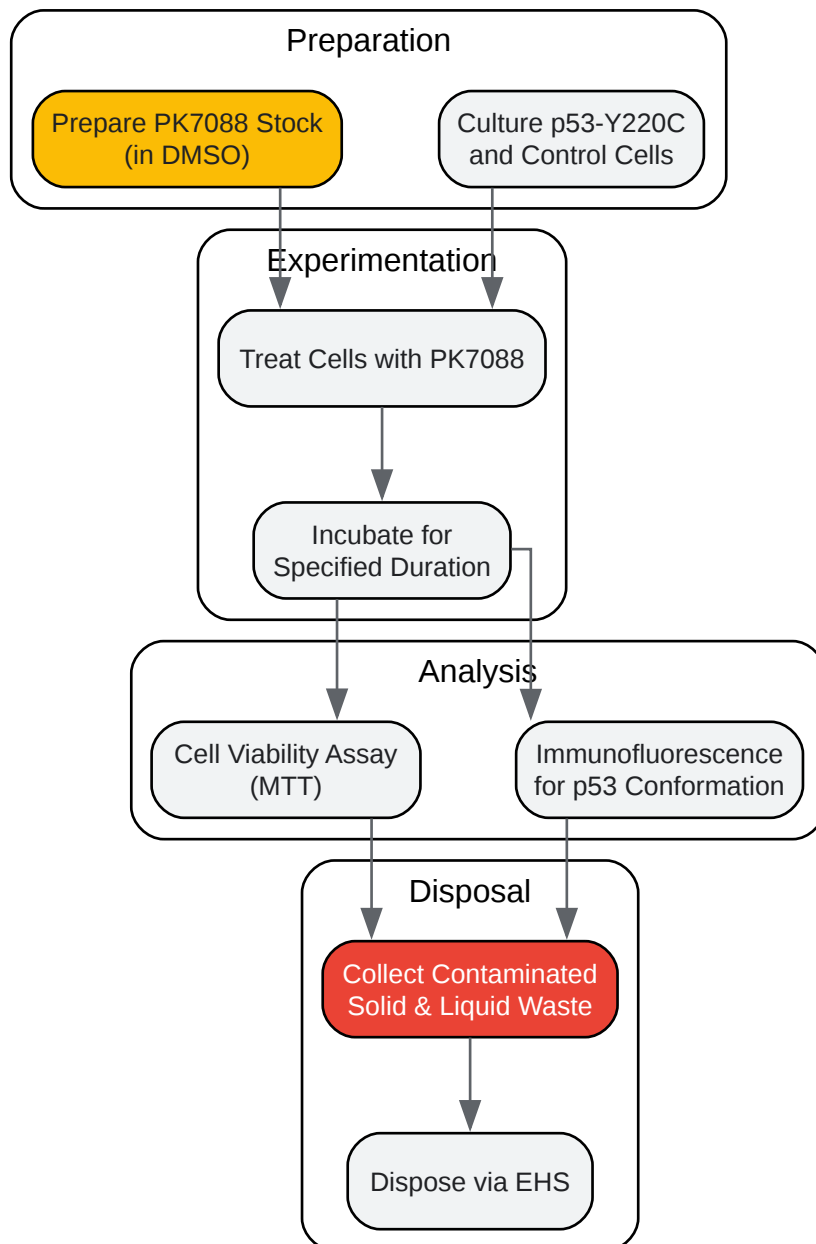 Preparation
Prepare PK7088 Stock
(in DMSO)
Culture p53-Y220C
and Control Cells
Experimentation
Treat Cells with PK7088
Incubate for
Specified Duration
Analysis
Cell Viability Assay
(MTT)
Immunofluorescence
for p53 Conformation
Disposal
Collect Contaminated
Solid & Liquid Waste
Dispose via EHS